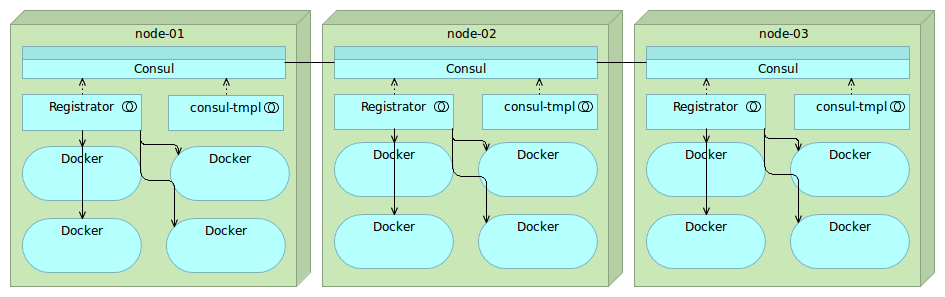 node-01
Consul
Registrator
consul-tmpl
Docker
Docker
Docker
Docker
node-02
Consul
Registrator
consul-tmpl
Docker
Docker
Docker
Docker
node-03
Consul
Registrator
consul-tmpl
Docker
Docker
Docker
Docker